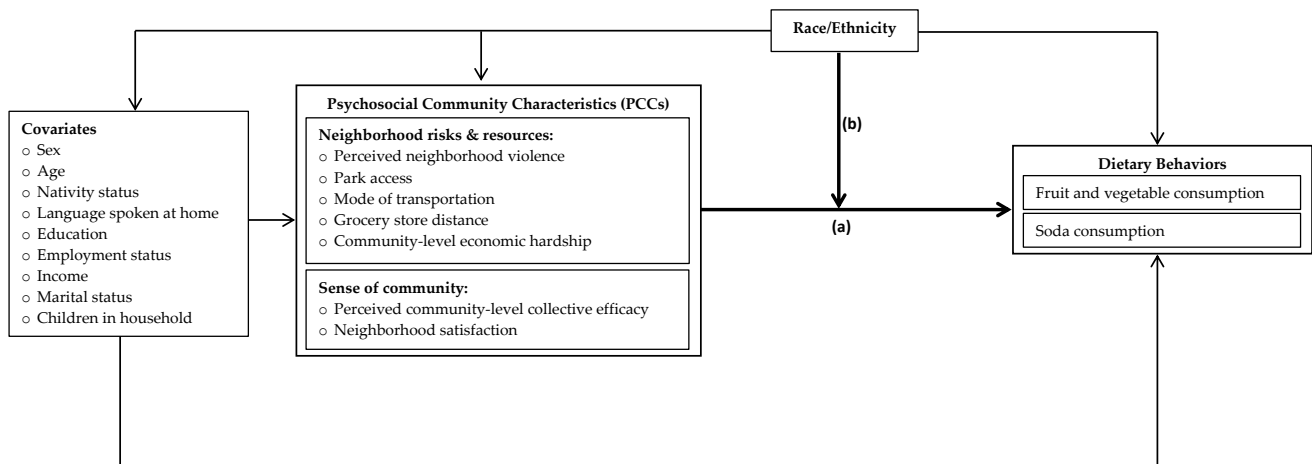 Race/Ethnicity
Psychosocial Community Characteristics (PCCs)
Covariates
○ Sex
○ Age
○ Nativity status
○ Language spoken at home
○ Education
○ Employment status
○ Income
○ Marital status
○ Children in household
Neighborhood risks & resources:
○ Perceived neighborhood violence
○ Park access
○ Mode of transportation
○ Grocery store distance
○ Community-level economic hardship
Sense of community:
○ Perceived community-level collective efficacy
○ Neighborhood satisfaction
(b)
(a)
Dietary Behaviors
Fruit and vegetable consumption
Soda consumption